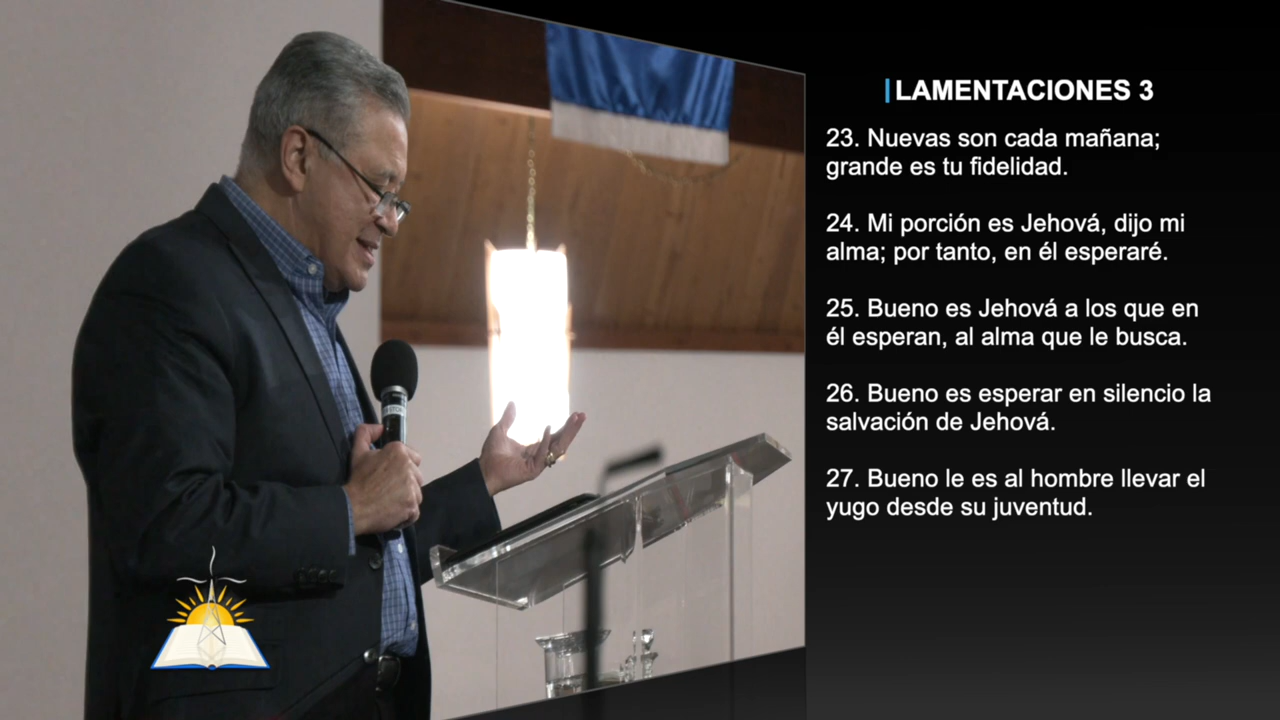 LAMENTACIONES 3
23. Nuevas son cada mañana;
grande es tu fidelidad.
24. Mi porción es Jehová, dijo mi
alma; por tanto, en él esperaré.
25. Bueno es Jehová a los que en
él esperan, al alma que le busca.
26. Bueno es esperar en silencio la
salvación de Jehová.
27. Bueno le es al hombre llevar el
yugo desde su juventud.